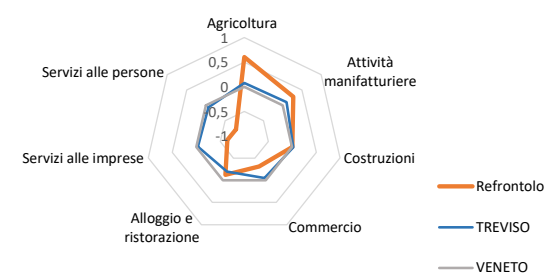 Agricoltura
1
0,5
0
0,5
-1
Attività
manifatturiere
Costruzioni
Commercio
Alloggio e
ristorazione
Servizi alle imprese
Servizi alle persone
Refrontolo
TREVISO
VENETO